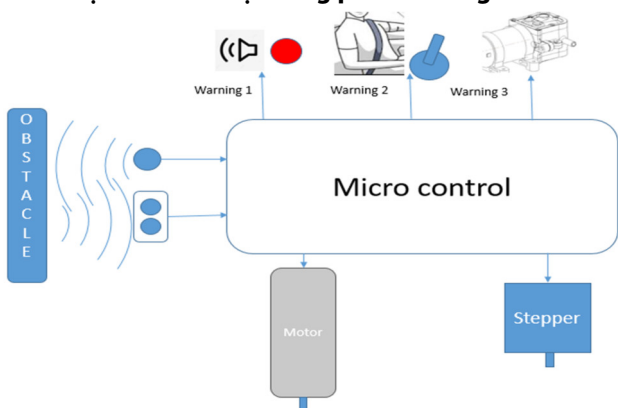 Warning 1
Warning 2
Warning 3
OBSTACLE
Micro control
Motor
Stepper